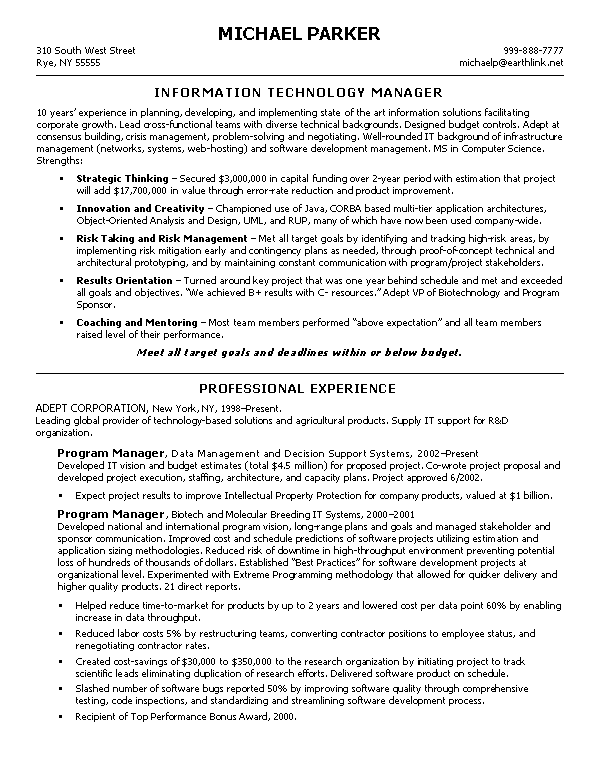 MICHAEL PARKER
310 South West Street 999-888-7777
Rye, NY 55555 michaelp@earthlink.net
INFORMATION TECHNOLOGY MANAGER
10 years' experience in planning, developing, and implementing state of the art information solutions facilitating
corporate growth. Lead cross-functional teams with diverse technical backgrounds. Designed budget controls. Adept at
consensus building, crisis management, problem-solving and negotiating. Well-rounded IT background of infrastructure
management (networks, systems, web-hosting) and software development management. MS in Computer Science.
Strengths:
▪ Strategic Thinking – Secured $3,000,000 in capital funding over 2-year period with estimation that project
will add $17,700,000 in value through error-rate reduction and product improvement.
▪ Innovation and Creativity – Championed use of Java, CORBA based multi-tier application architectures,
Object-Oriented Analysis and Design, UML, and RUP, many of which have now been used company-wide.
▪ Risk Taking and Risk Management – Met all target goals by identifying and tracking high-risk areas, by
implementing risk mitigation early and contingency plans as needed, through proof-of-concept technical and
architectural prototyping, and by maintaining constant communication with program/project stakeholders.
▪ Results Orientation – Turned around key project that was one year behind schedule and met and exceeded
all goals and objectives. "We achieved B+ results with C- resources." Adept VP of Biotechnology and Program
Sponsor.
▪ Coaching and Mentoring – Most team members performed "above expectation" and all team members
raised level of their performance.
Meet all target goals and deadlines within or below budget.
PROFESSIONAL EXPERIENCE
ADEPT CORPORATION, New York, NY, 1998–Present.
Leading global provider of technology-based solutions and agricultural products. Supply IT support for R&D
organization.
Program Manager, Data Management and Decision Support Systems, 2002–Present
Developed IT vision and budget estimates (total $4.5 million) for proposed project. Co-wrote project proposal and
developed project execution, staffing, architecture, and capacity plans. Project approved 6/2002.
▪ Expect project results to improve Intellectual Property Protection for company products, valued at $1 billion.
Program Manager, Biotech and Molecular Breeding IT Systems, 2000–2001
Developed national and international program vision, long-range plans and goals and managed stakeholder and
sponsor communication. Improved cost and schedule predictions of software projects utilizing estimation and
application sizing methodologies. Reduced risk of downtime in high-throughput environment preventing potential
loss of hundreds of thousands of dollars. Established "Best Practices" for software development projects at
organizational level. Experimented with Extreme Programming methodology that allowed for quicker delivery and
higher quality products. 21 direct reports.
▪ Helped reduce time-to-market for products by up to 2 years and lowered cost per data point 60% by enabling
increase in data throughput.
▪ Reduced labor costs 5% by restructuring teams, converting contractor positions to employee status, and
renegotiating contractor rates.
▪ Created cost-savings of $30,000 to $350,000 to the research organization by initiating project to track
scientific leads eliminating duplication of research efforts. Delivered software product on schedule.
▪ Slashed number of software bugs reported 50% by improving software quality through comprehensive
testing, code inspections, and standardizing and streamlining software development process.
▪ Recipient of Top Performance Bonus Award, 2000.